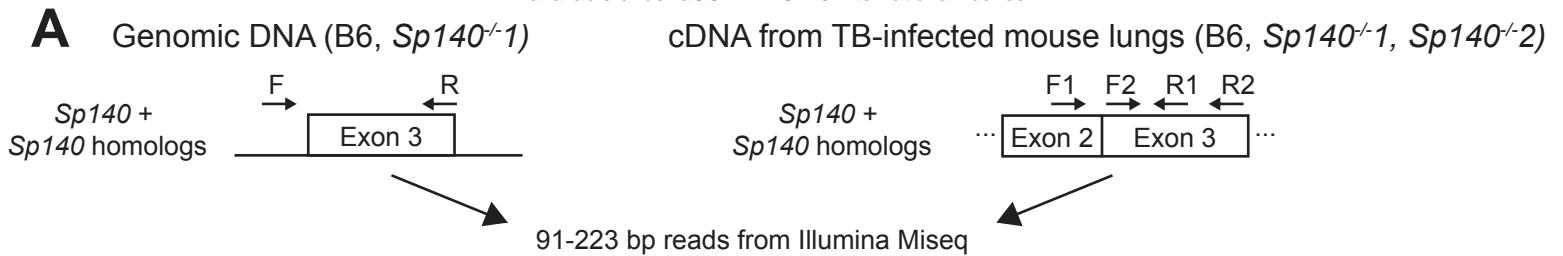 A
Genomic DNA (B6, Sp140-/-1)
cDNA from TB-infected mouse lungs (B6, Sp140-/-1, Sp140-/-2)
F
R
F1 F2 R1 R2
Sp140 +
Sp140 homologs
Exon 3
Sp140 +
Sp140 homologs
...
Exon 2
Exon 3
...
91-223 bp reads from Illumina Miseq